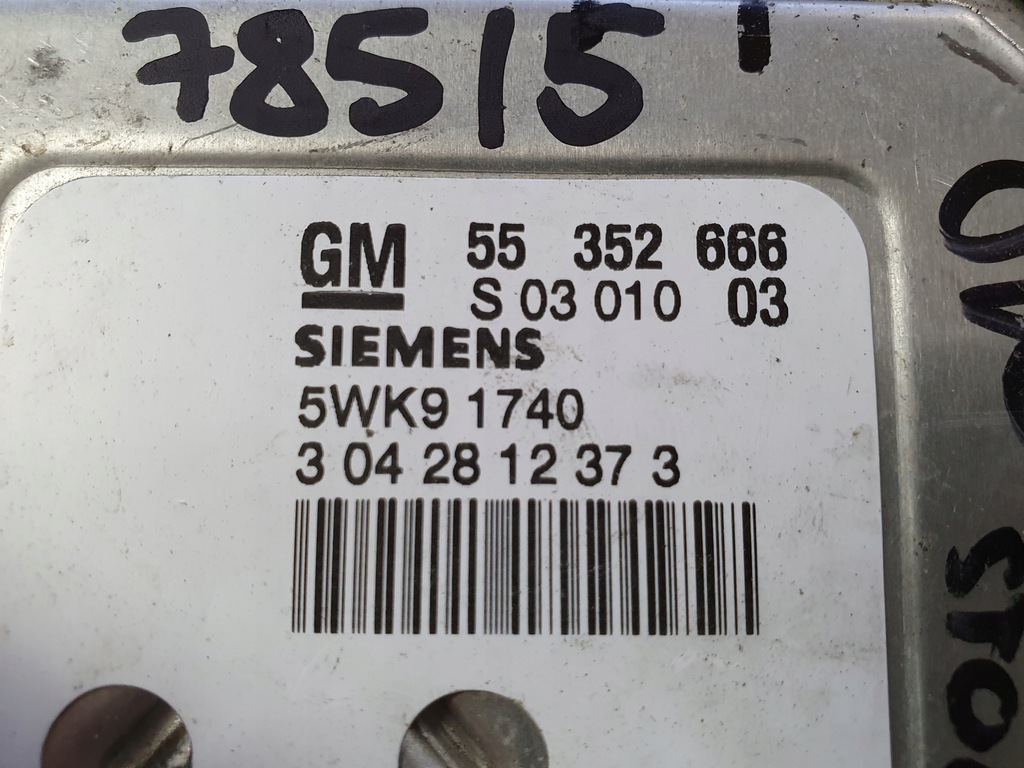 78515
GM 55 352 666
S 03 010 03
SIEMENS
5WK9 1740
3 04 28 12 37 3